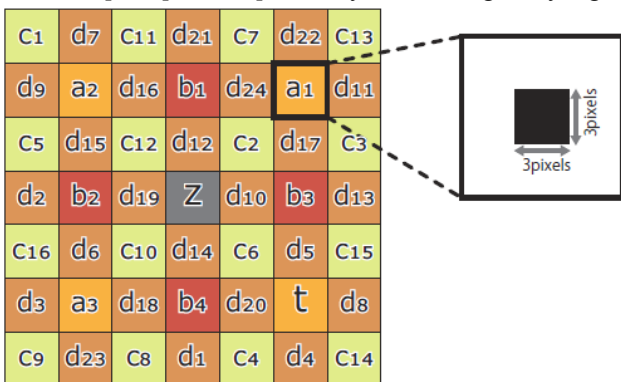 C1 d7 C11 d21 C7 d22 C13
d9 a2 d16 b1 d24 a1 d11
C5 d15 C12 d12 C2 d17 C3
d2 b2 d19 Z d10 b3 d13
C16 d6 C10 d14 C6 d5 C15
d3 a3 d18 b4 d20 t d8
C9 d23 C8 d1 C4 d4 C14
3pixels
3pixels